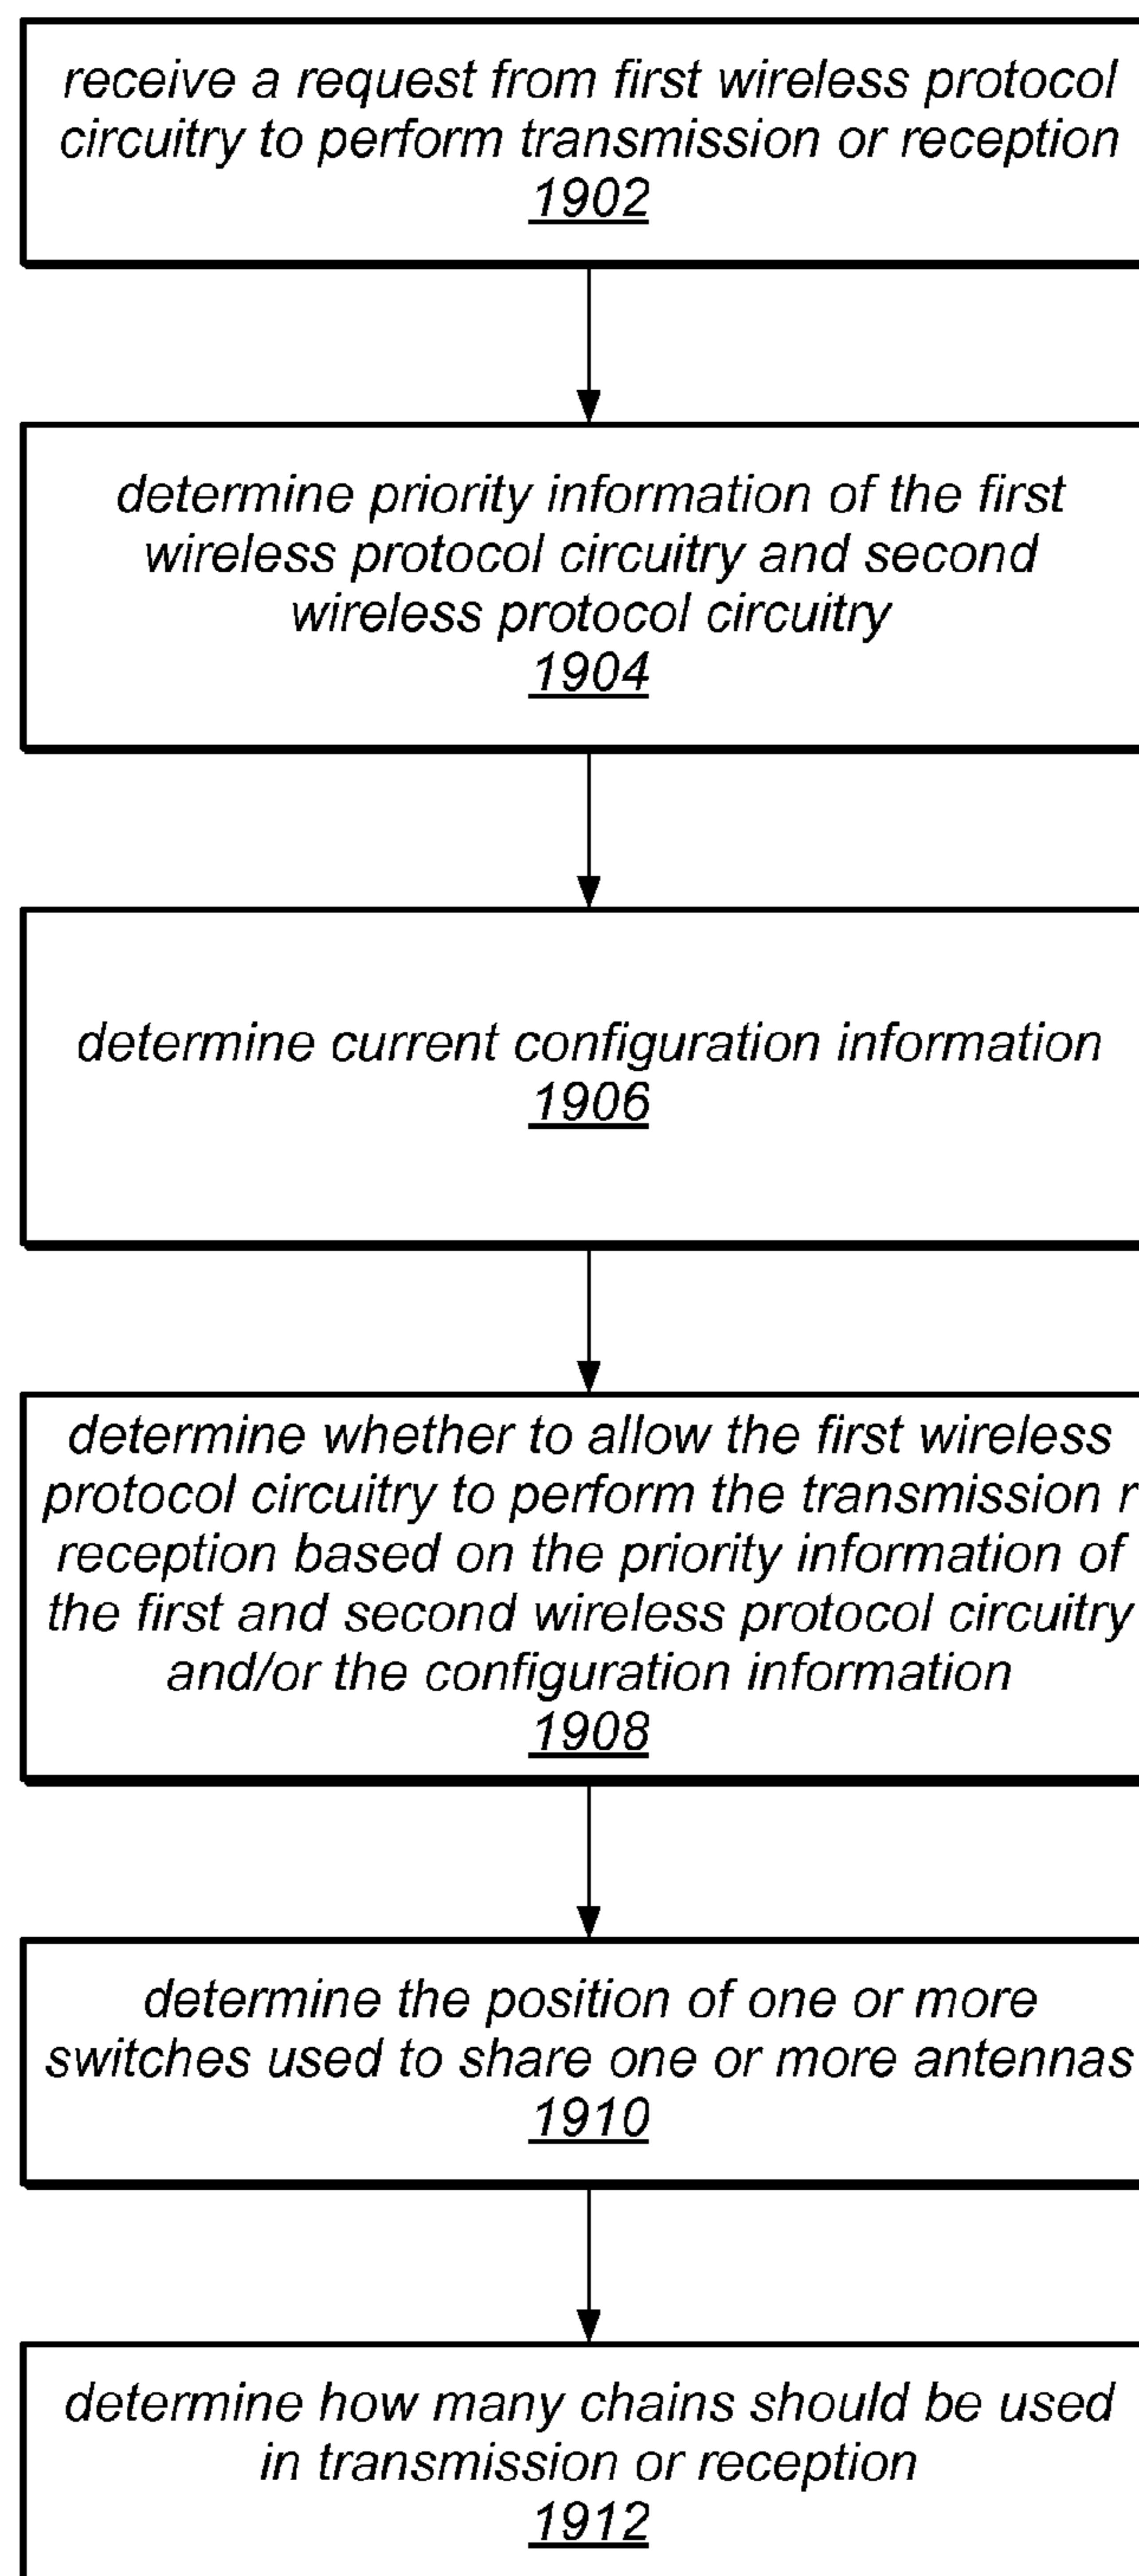 receive a request from first wireless protocol
circuitry to perform transmission or reception
1902
determine priority information of the first
wireless protocol circuitry and second
wireless protocol circuitry
1904
determine current configuration information
1906
determine whether to allow the first wireless
protocol circuitry to perform the transmission r
reception based on the priority information of
the first and second wireless protocol circuitry
and/or the configuration information
1908
determine the position of one or more
switches used to share one or more antennas
1910
determine how many chains should be used
in transmission or reception
1912